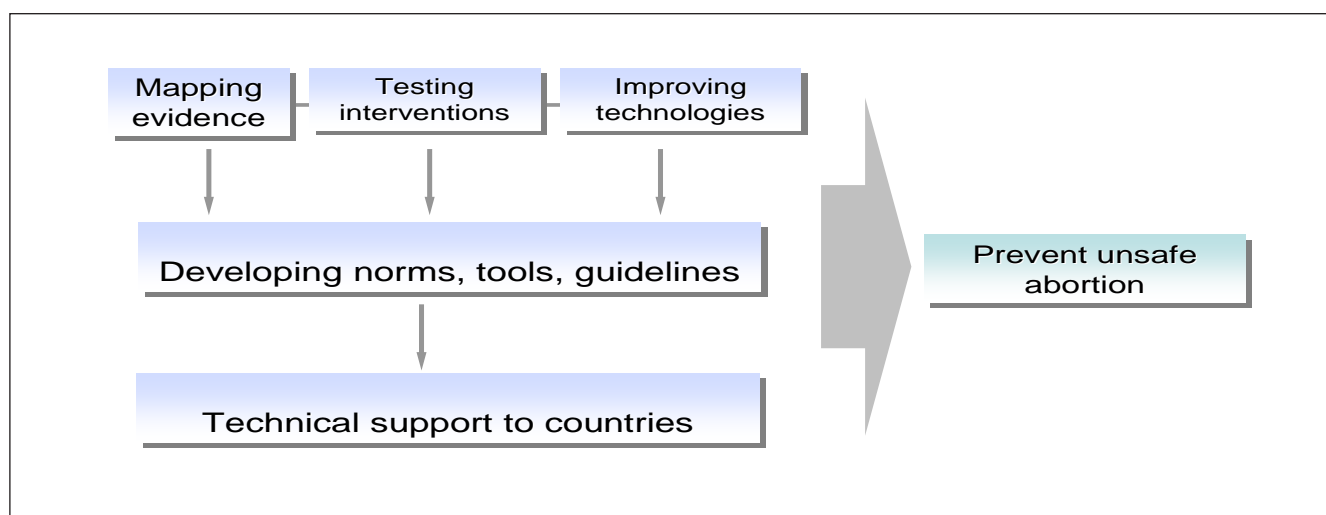 Mapping
evidence
Testing
interventions
Improving
technologies
Developing norms, tools, guidelines
Technical support to countries
Prevent unsafe
abortion